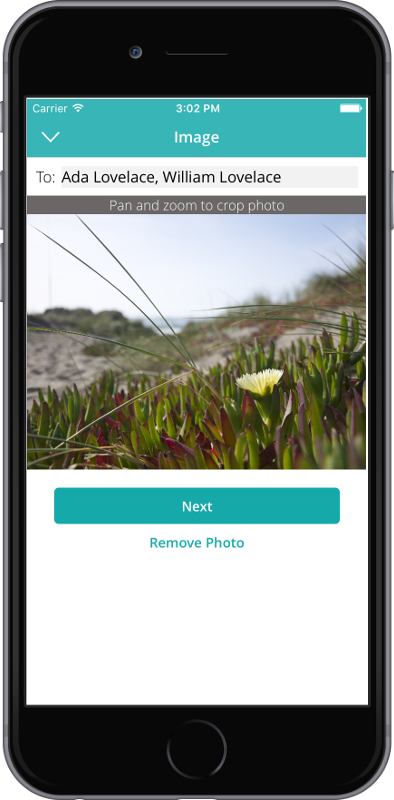 Carrier 3:02 PM
Image
To: Ada Lovelace, William Lovelace
Pan and zoom to crop photo
Next
Remove Photo